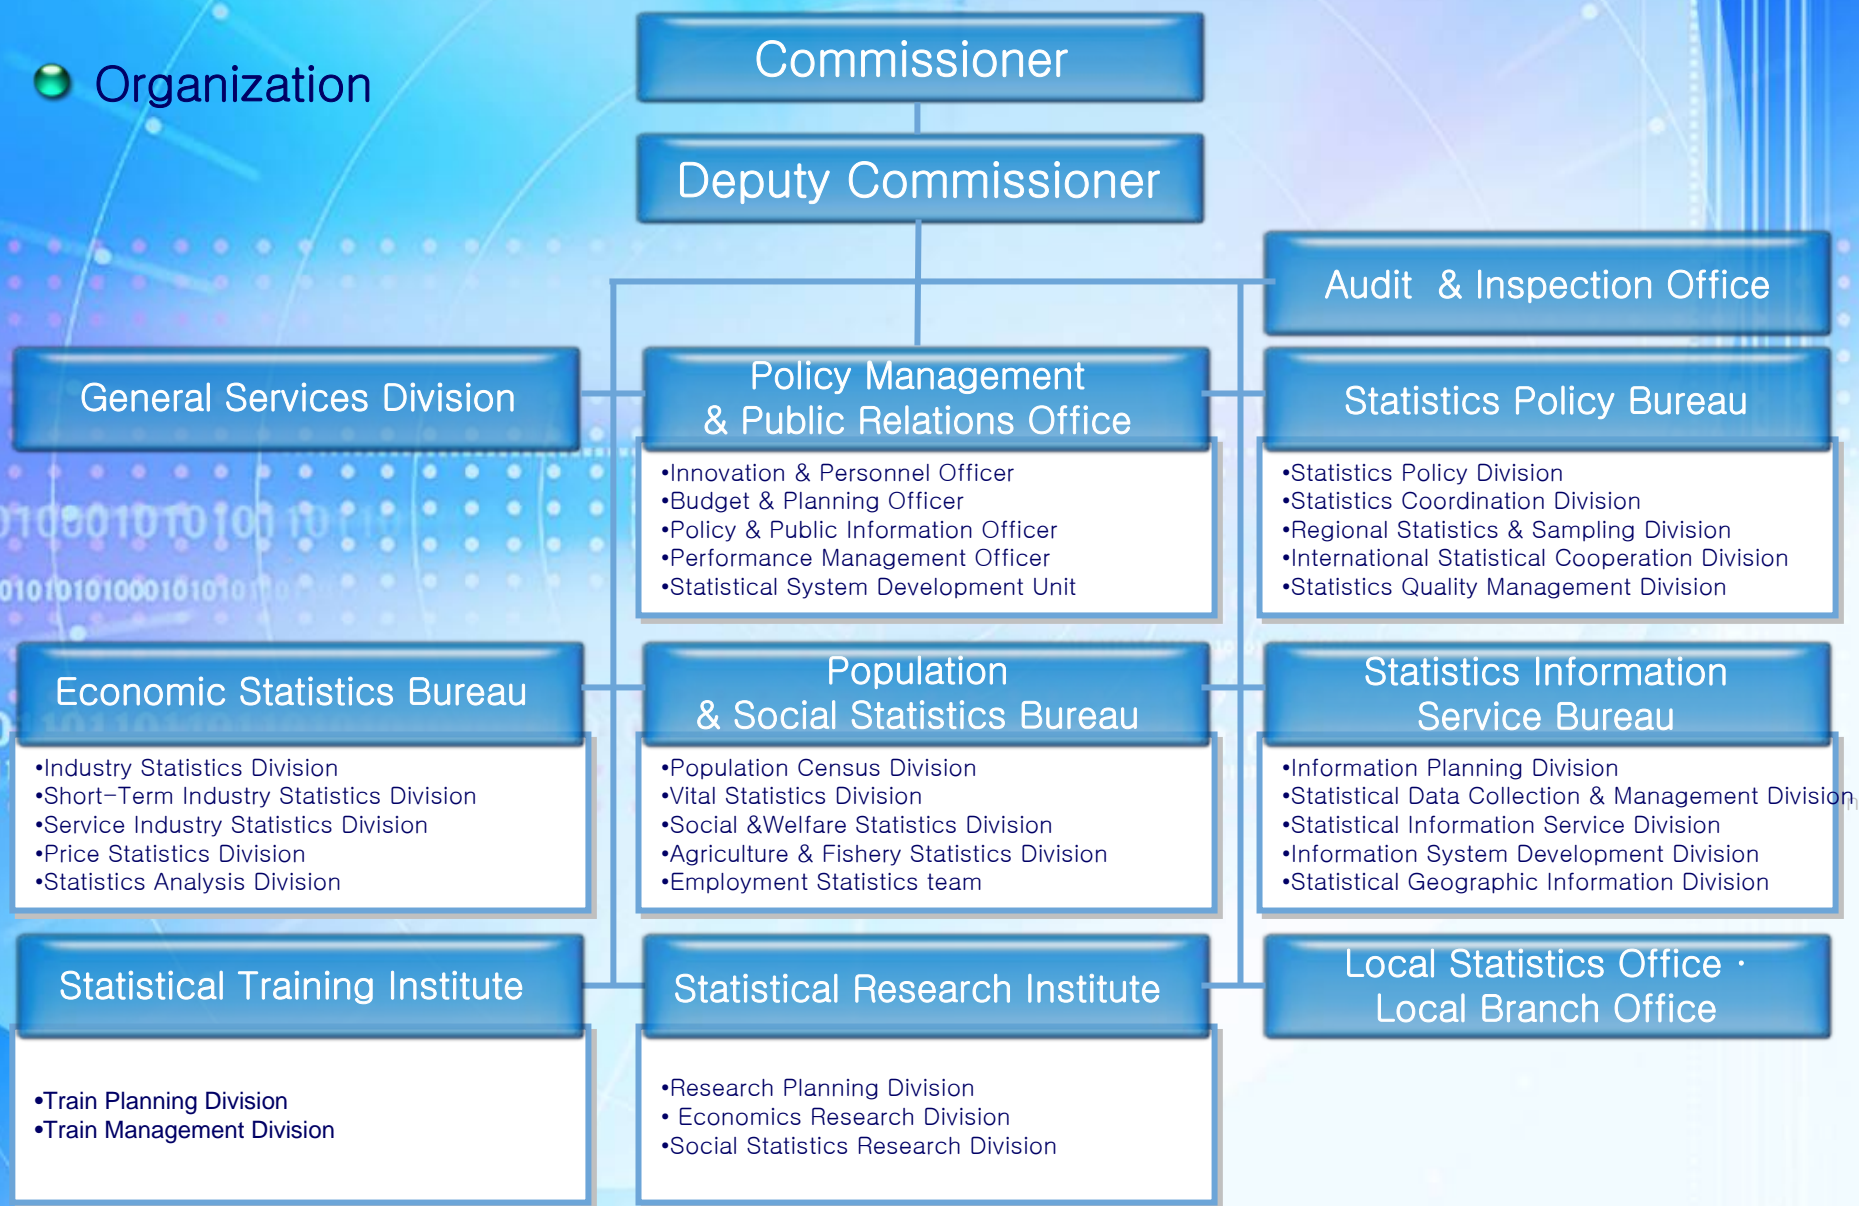 Organization
Commissioner
Deputy Commissioner
Audit & Inspection Office
General Services Division
Policy Management
& Public Relations Office
•Innovation & Personnel Officer
•Budget & Planning Officer
•Policy & Public Information Officer
•Performance Management Officer
•Statistical System Development Unit
Statistics Policy Bureau
•Statistics Policy Division
•Statistics Coordination Division
•Regional Statistics & Sampling Division
•International Statistical Cooperation Division
•Statistics Quality Management Division
Economic Statistics Bureau
•Industry Statistics Division
•Short-Term Industry Statistics Division
•Service Industry Statistics Division
•Price Statistics Division
•Statistics Analysis Division
Population
& Social Statistics Bureau
•Population Census Division
•Vital Statistics Division
•Social &Welfare Statistics Division
•Agriculture & Fishery Statistics Division
•Employment Statistics team
Statistics Information
Service Bureau
•Information Planning Division
•Statistical Data Collection & Management Division
•Statistical Information Service Division
•Information System Development Division
•Statistical Geographic Information Division
Statistical Training Institute
•Train Planning Division
•Train Management Division
Statistical Research Institute
•Research Planning Division
• Economics Research Division
•Social Statistics Research Division
Local Statistics Office ·
Local Branch Office